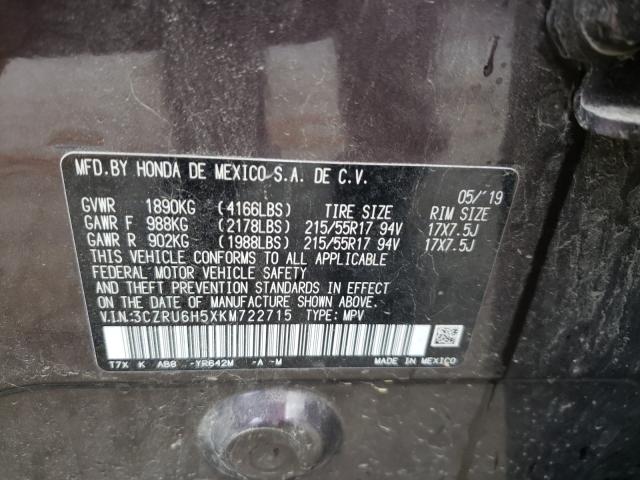 MFD.BY HONDA DE MEXICO S.A. DE C.V.
05/'19
GVWR 1890KG (4166LBS) TIRE SIZE RIM SIZE
GAWR F 988KG (2178LBS) 215/55R17 94V 17X7.5J
GAWR R 902KG (1988LBS) 215/55R17 94V 17X7.5J
THIS VEHICLE CONFORMS TO ALL APPLICABLE
FEDERAL MOTOR VEHICLE SAFETY
AND THEFT PREVENTION STANDARDS IN EFFECT
ON THE DATE OF MANUFACTURE SHOWN ABOVE.
V.I.N:3CZRU6H5XKM722715 TYPE: MPV
T7X K ABB -YR642M -A -M MADE IN MEXICO